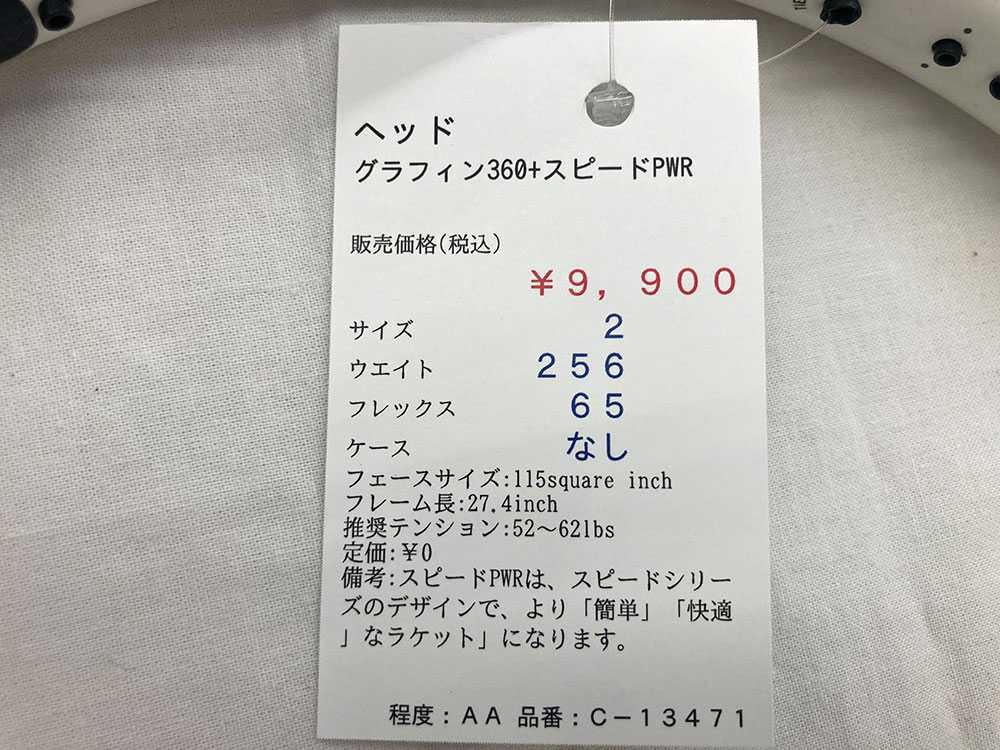 ヘッド
グラフィン360+スピードPWR
販売価格(税込)
¥9, 900
サイズ 2
ウエイト 256
フレックス 65
ケース なし
フェースサイズ:115square inch
フレーム長:27.4inch
推奨テンション:52～62lbs
定価:¥0
備考:スピードPWRは、スピードシリー
ズのデザインで、より「簡単」「快適
」なラケット」になります。
程度：AA 品番：C－13471